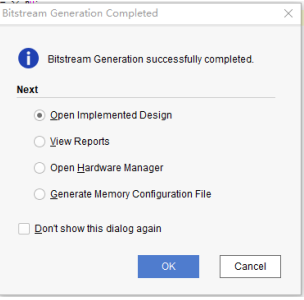 Bitstream Generation Completed
Bitstream Generation successfully completed.
Next
Open Implemented Design
View Reports
Open Hardware Manager
Generate Memory Configuration File
Don't show this dialog again
OK
Cancel